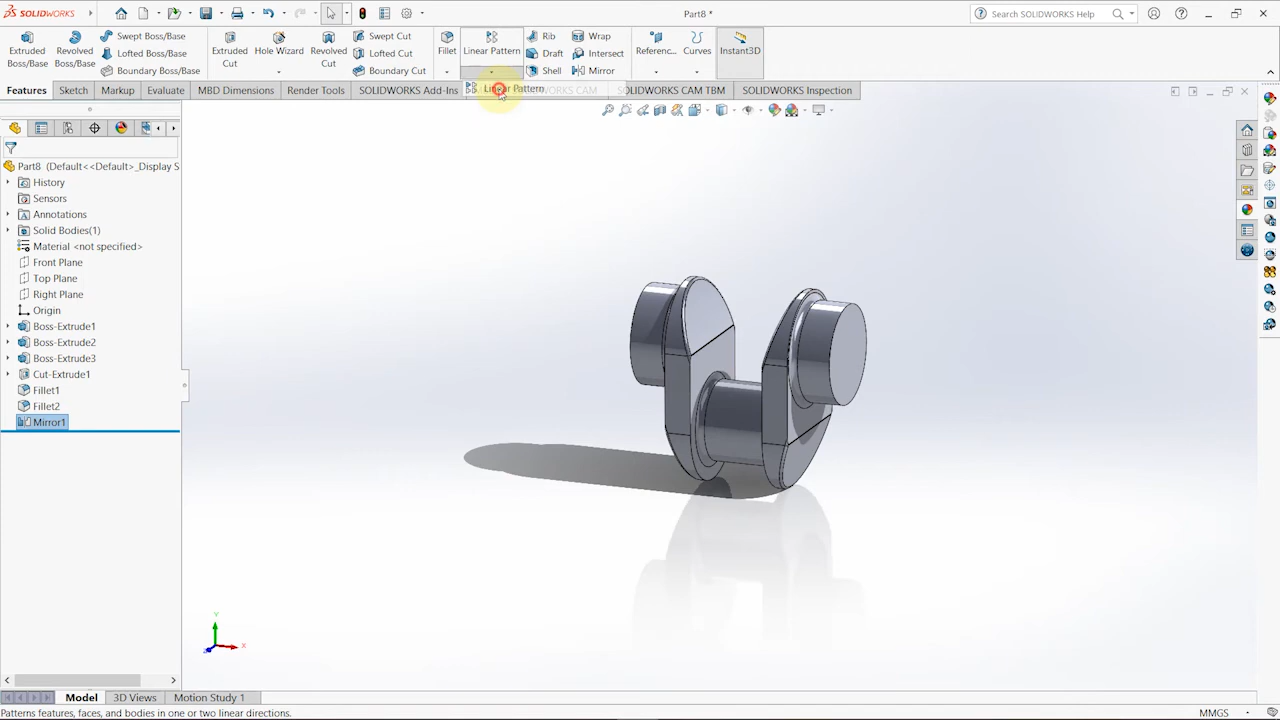 SOLIDWORKS
Part8 *
Search SOLIDWORKS Help
Extruded Boss/Base
Revolved Boss/Base
Swept Boss/Base
Lofted Boss/Base
Boundary Boss/Base
Extruded Cut
Hole Wizard
Revolved Cut
Swept Cut
Lofted Cut
Boundary Cut
Fillet
Linear Pattern
Rib
Draft
Shell
Wrap
Intersect
Mirror
Referenc...
Curves
Instant3D
Linear Pattern
Features
Sketch
Markup
Evaluate
MBD Dimensions
Render Tools
SOLIDWORKS Add-Ins
CAM
SOLIDWORKS CAM TBM
SOLIDWORKS Inspection
Part8 (Default<<Default>_Display S
History
Sensors
Annotations
Solid Bodies(1)
Material <not specified>
Front Plane
Top Plane
Right Plane
Origin
Boss-Extrude1
Boss-Extrude2
Boss-Extrude3
Cut-Extrude1
Fillet1
Fillet2
Mirror1
Y
X
Model
3D Views
Motion Study 1
Patterns features, faces, and bodies in one or two linear directions.
MMGS